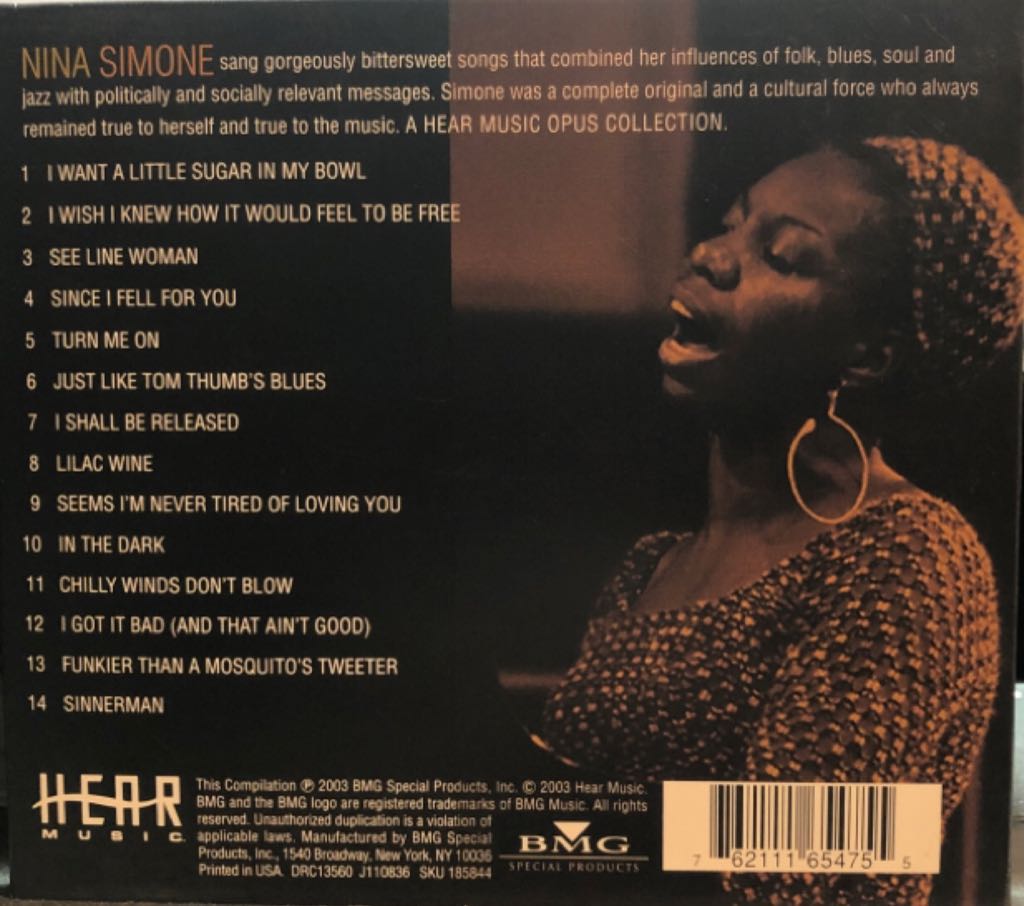 NINA SIMONE sang gorgeously bittersweet songs that combined her influences of folk, blues, soul and
jazz with politically and socially relevant messages. Simone was a complete original and a cultural force who always
remained true to herself and true to the music. A HEAR MUSIC OPUS COLLECTION.
1 I WANT A LITTLE SUGAR IN MY BOWL
2 I WISH I KNEW HOW IT WOULD FEEL TO BE FREE
3 SEE LINE WOMAN
4 SINCE I FELL FOR YOU
5 TURN ME ON
6 JUST LIKE TOM THUMB'S BLUES
7 I SHALL BE RELEASED
8 LILAC WINE
9 SEEMS I'M NEVER TIRED OF LOVING YOU
10 IN THE DARK
11 CHILLY WINDS DON'T BLOW
12 I GOT IT BAD (AND THAT AIN'T GOOD)
13 FUNKIER THAN A MOSQUITO'S TWEETER
14 SINNERMAN
HEAR
MUSIC
This Compilation ℗ 2003 BMG Special Products, Inc. © 2003 Hear Music.
BMG and the BMG logo are registered trademarks of BMG Music. All rights
reserved. Unauthorized duplication is a violation of
applicable laws. Manufactured by BMG Special
Products, Inc., 1540 Broadway, New York, NY 10036
Printed in USA. DRC13560 J110836 SKU 185844
BMG
SPECIAL PRODUCTS
7 62111 65475 5